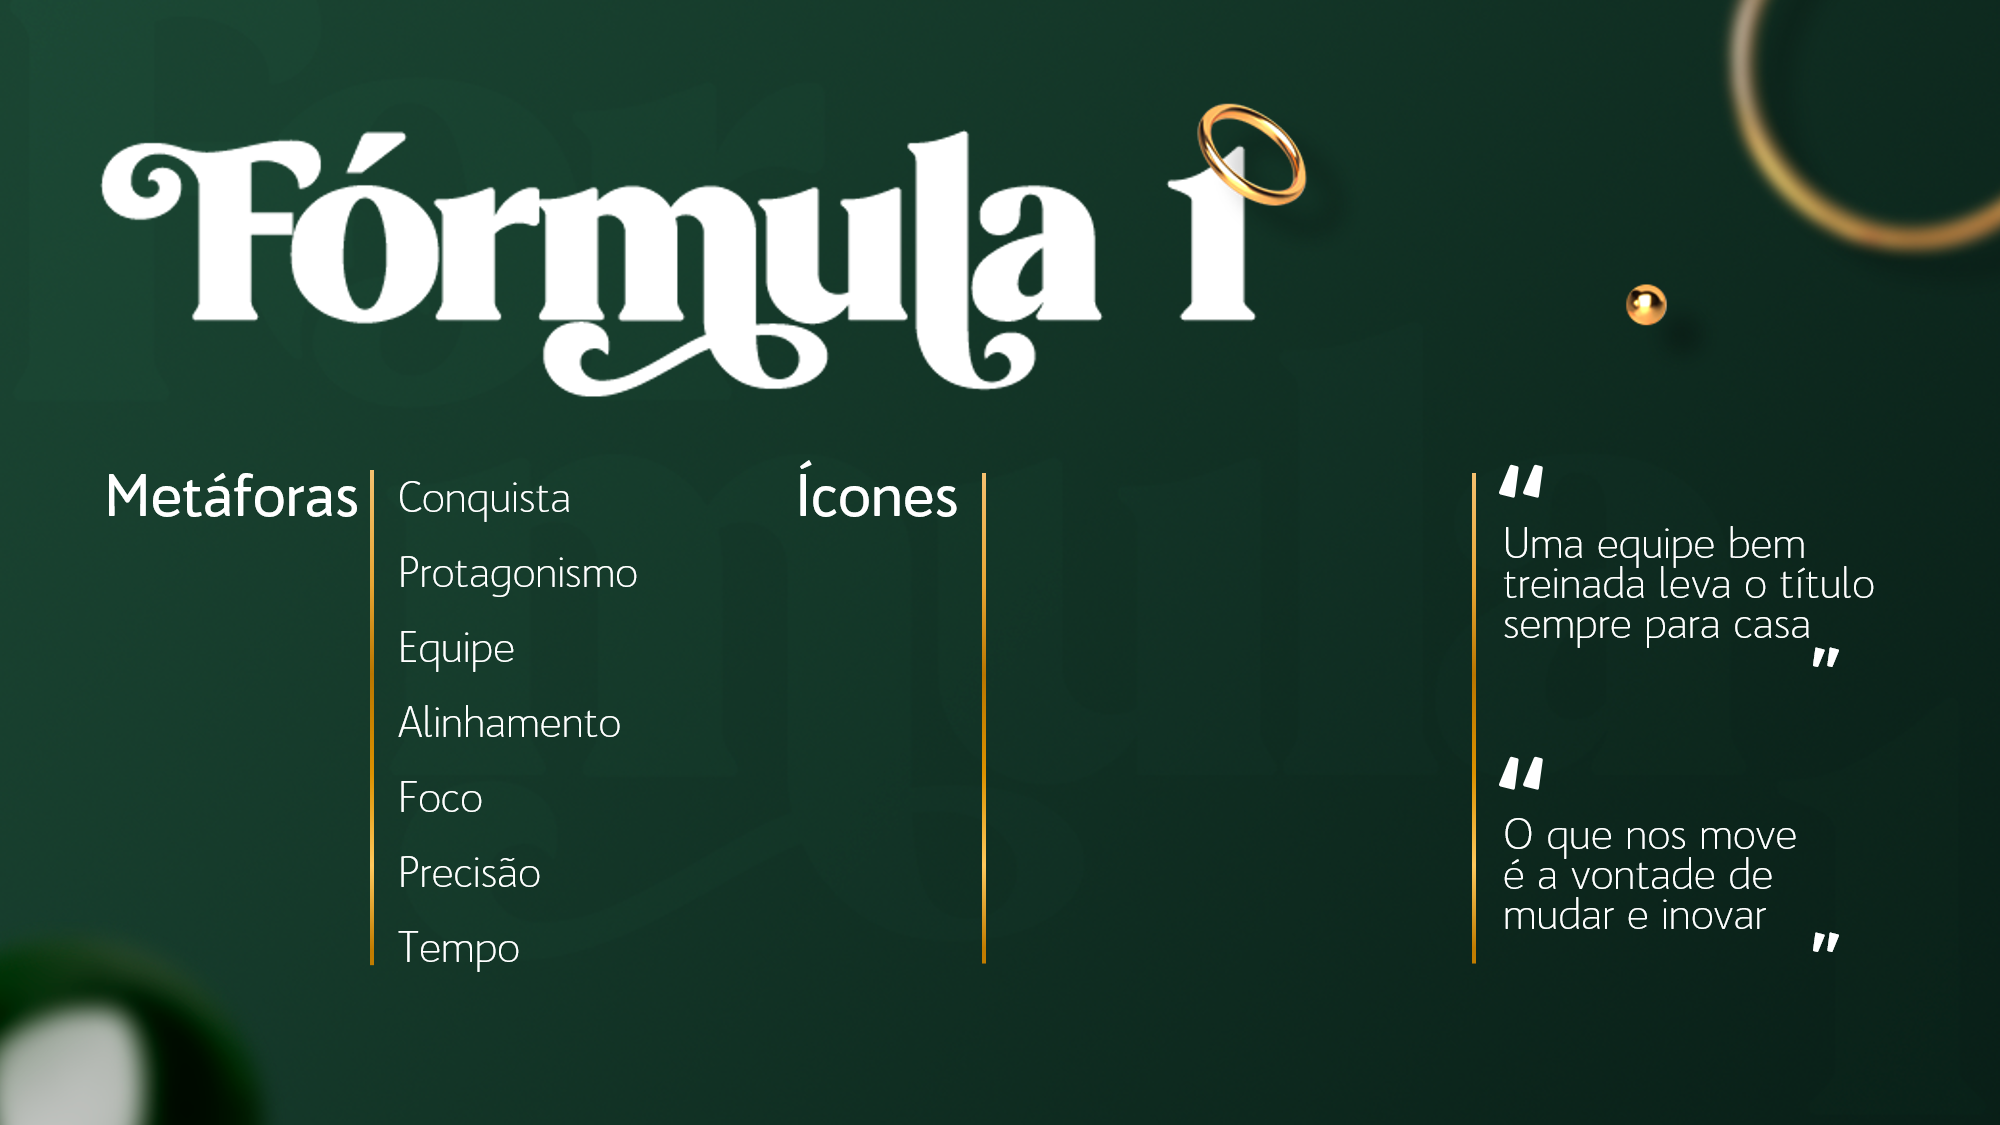 Fórmula 1
Metáforas
Conquista
Protagonismo
Equipe
Alinhamento
Foco
Precisão
Tempo
Ícones
“
Uma equipe bem
treinada leva o título
sempre para casa
”
“
O que nos move
é a vontade de
mudar e inovar
”